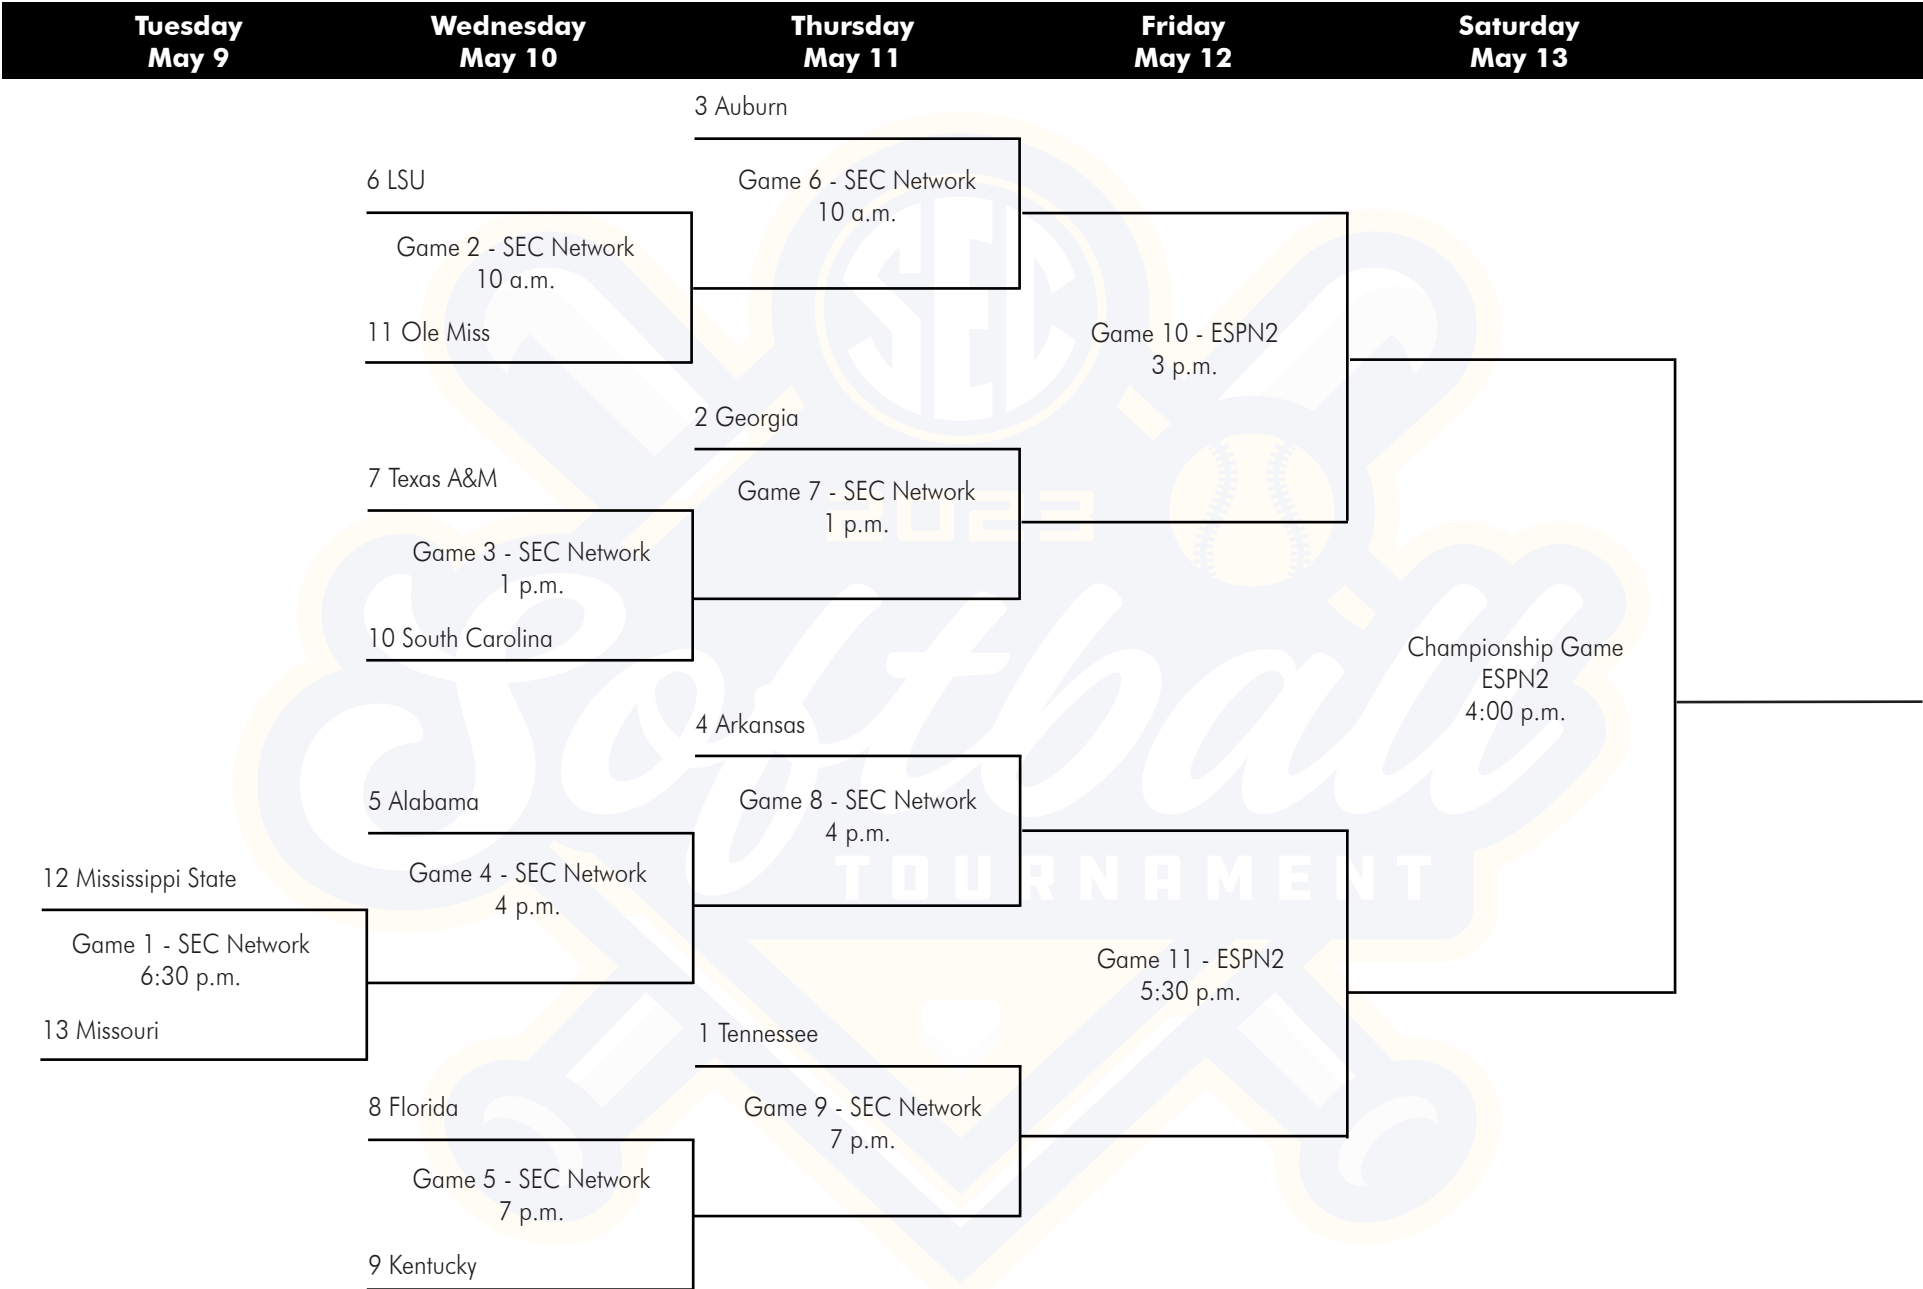 Tuesday
May 9
Wednesday
May 10
Thursday
May 11
Friday
May 12
Saturday
May 13
3 Auburn
6 LSU
Game 6 - SEC Network
10 a.m.
Game 2 - SEC Network
10 a.m.
11 Ole Miss
Game 10 - ESPN2
3 p.m.
2 Georgia
7 Texas A&M
Game 7 - SEC Network
1 p.m.
Game 3 - SEC Network
1 p.m.
10 South Carolina
Championship Game
ESPN2
4:00 p.m.
4 Arkansas
5 Alabama
Game 8 - SEC Network
4 p.m.
12 Mississippi State
Game 4 - SEC Network
4 p.m.
Game 1 - SEC Network
6:30 p.m.
Game 11 - ESPN2
5:30 p.m.
13 Missouri
1 Tennessee
8 Florida
Game 9 - SEC Network
7 p.m.
Game 5 - SEC Network
7 p.m.
9 Kentucky
SEC
2023
Softball
TOURNAMENT